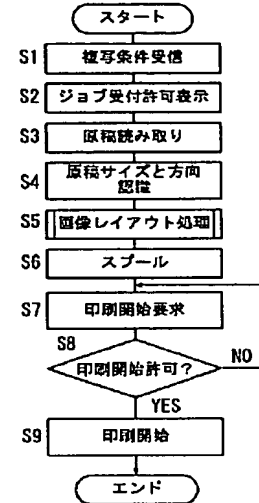 スタート
S1 複写条件受信
S2 ジョブ受付許可表示
S3 原稿読み取り
S4 原稿サイズと方向
認識
S5 画像レイアウト処理
S6 スプール
S7 印刷開始要求
S8
印刷開始許可? NO
YES
S9 印刷開始
エンド